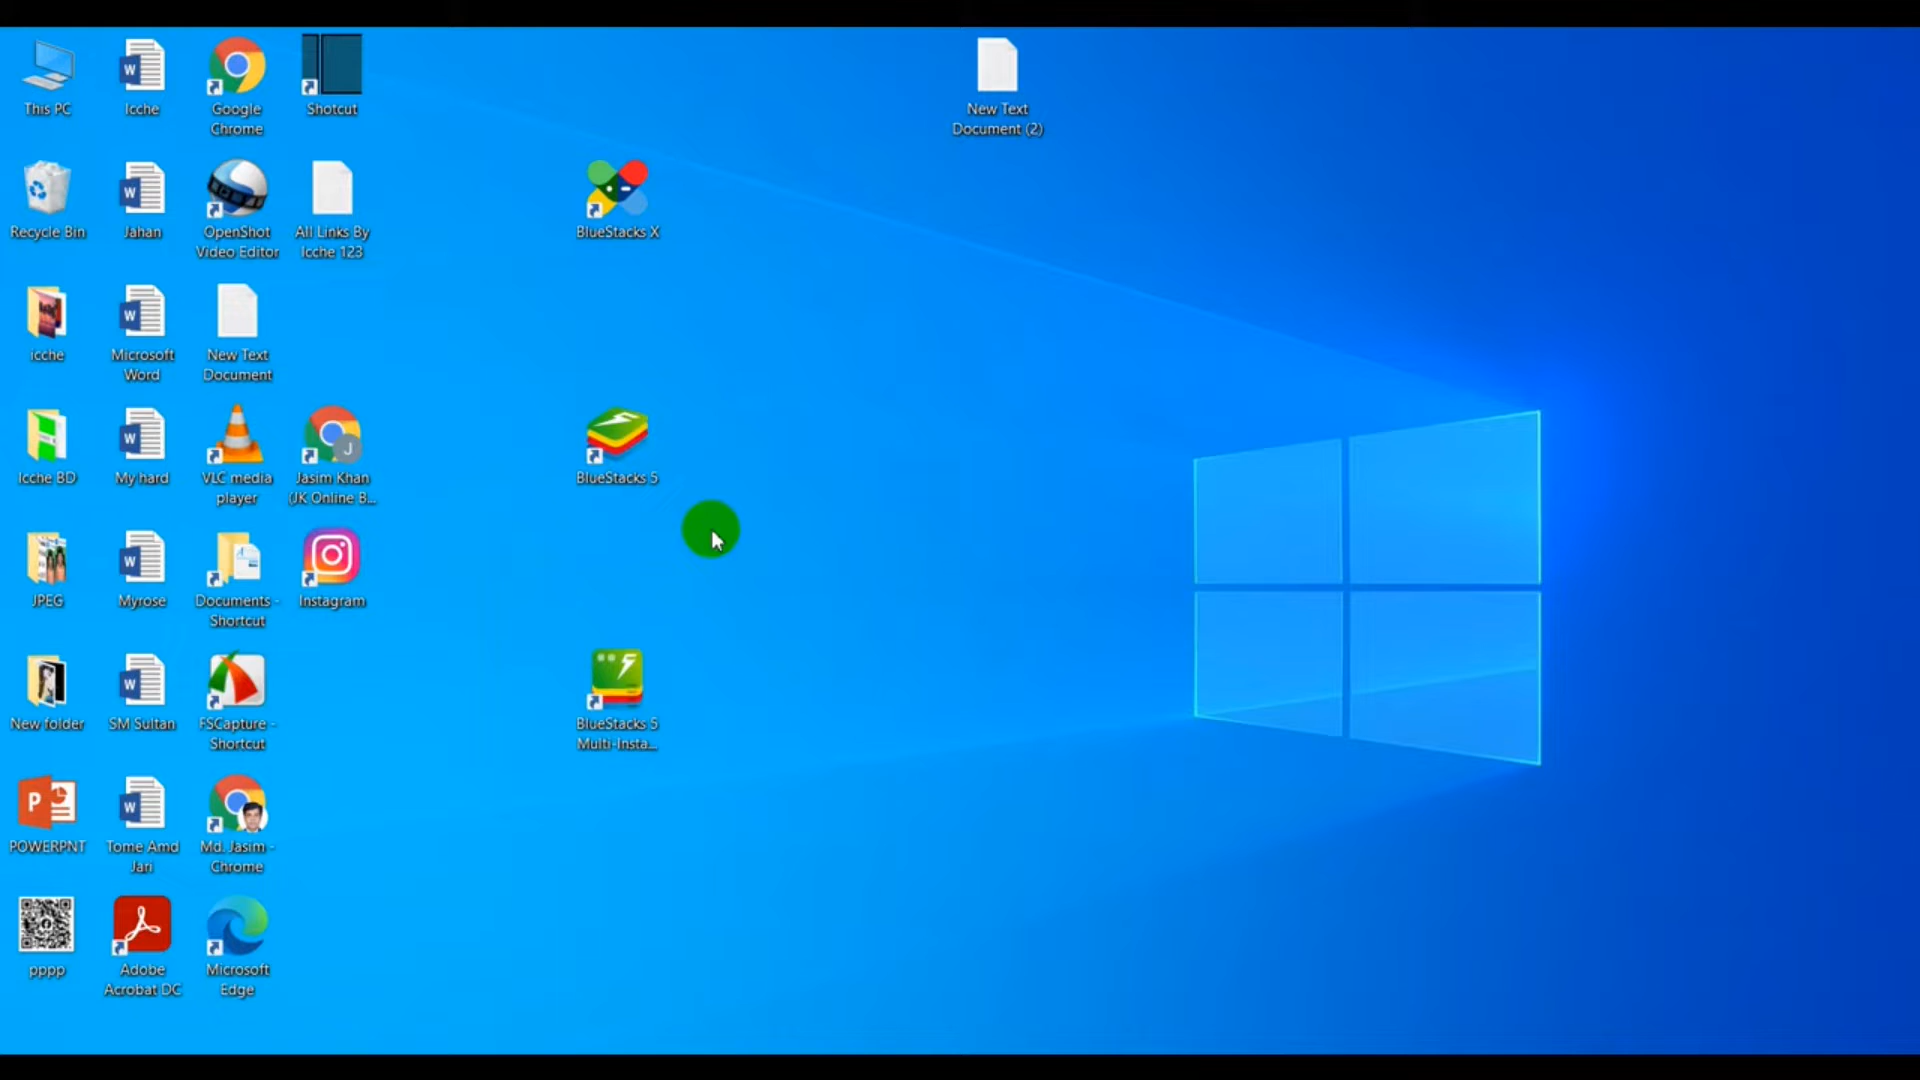 This PC
Icche
Google
Chrome
Shotcut
New Text
Document (2)
Recycle Bin
Jahan
OpenShot
Video Editor
All Links By
Icche 123
BlueStacks X
icche
Microsoft
Word
New Text
Document
Icche BD
My hard
VLC media
player
Jasim Khan
(JK Online B...
BlueStacks 5
JPEG
Myrose
Documents -
Shortcut
Instagram
New folder
SM Sultan
FSCapture -
Shortcut
BlueStacks 5
Multi-Insta...
POWERPNT
Tome Amd
Jari
Md. Jasim -
Chrome
pppp
Adobe
Acrobat DC
Microsoft
Edge